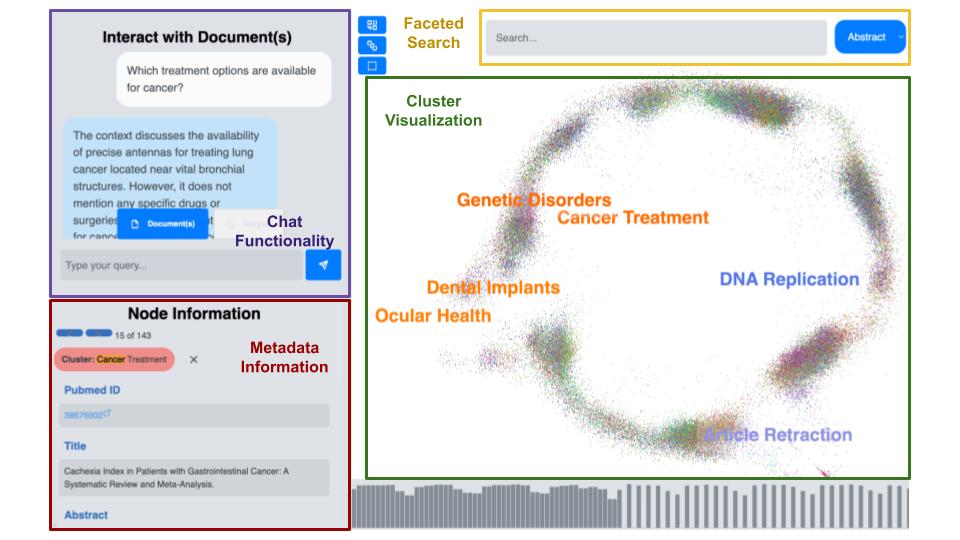 Interact with Document(s)
Which treatment options are available
for cancer?
The context discusses the availability
of precise antennas for treating lung
cancer located near vital bronchial
structures. However, it does not
mention any specific drugs or
surgeries
Document(s)
for cance
Chat
Functionality
Type your query...
Node Information
15 of 143
Cluster: Cancer Treatment
Metadata
Information
Pubmed ID
38676902
Title
Cachexia Index in Patients with Gastrointestinal Cancer: A
Systematic Review and Meta-Analysis.
Abstract
Faceted
Search
Search...
Abstract
Cluster
Visualization
Genetic Disorders
Cancer Treatment
DNA Replication
Dental Implants
Ocular Health
Article Retraction